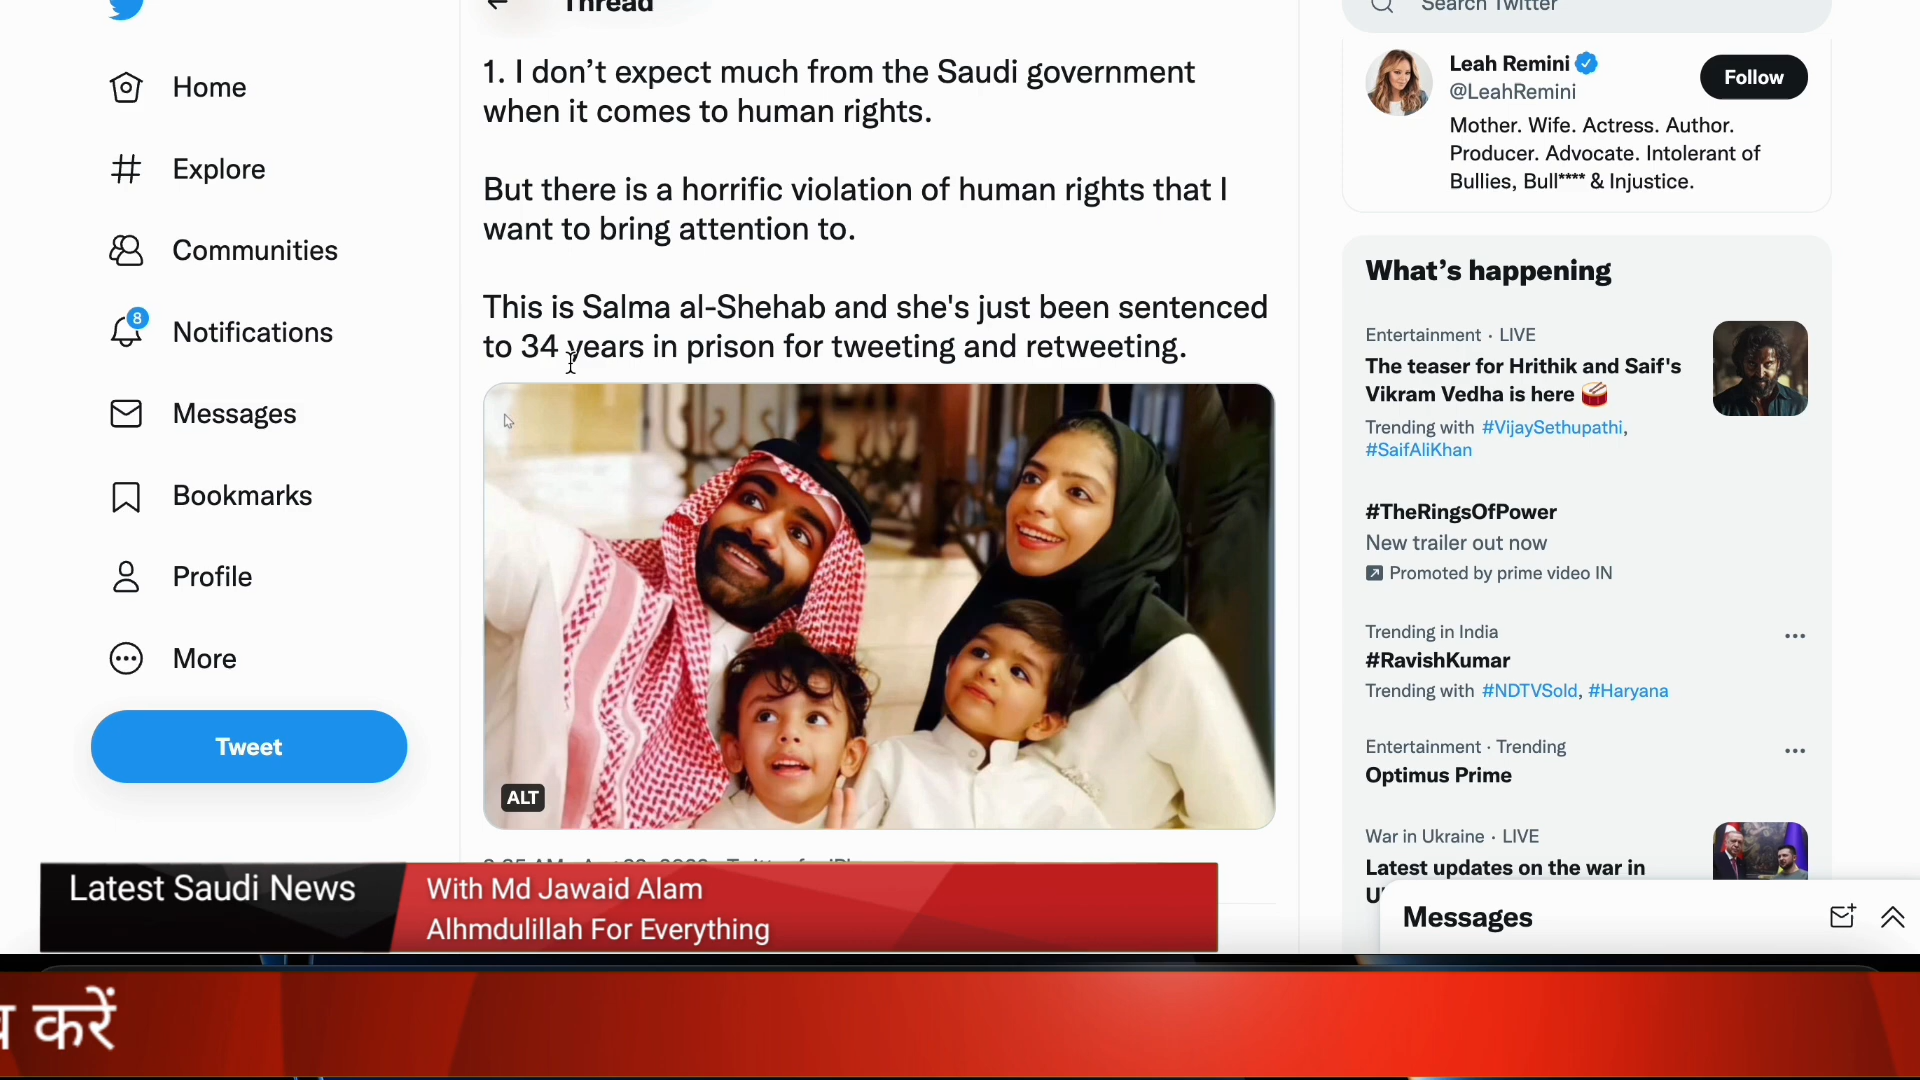 Thread
Home
Explore
Communities
8
Notifications
Messages
Bookmarks
Profile
More
Tweet
1. I don’t expect much from the Saudi government
when it comes to human rights.
But there is a horrific violation of human rights that I
want to bring attention to.
This is Salma al-Shehab and she's just been sentenced
to 34 years in prison for tweeting and retweeting.
ALT
Search Twitter
Leah Remini
@LeahRemini
Follow
Mother. Wife. Actress. Author.
Producer. Advocate. Intolerant of
Bullies, Bull**** & Injustice.
What’s happening
Entertainment · LIVE
The teaser for Hrithik and Saif's
Vikram Vedha is here 🥁
Trending with #VijaySethupathi,
#SaifAliKhan
#TheRingsOfPower
New trailer out now
Promoted by prime video IN
Trending in India
#RavishKumar
Trending with #NDTVSold, #Haryana
Entertainment · Trending
Optimus Prime
War in Ukraine · LIVE
Latest updates on the war in
Messages
Latest Saudi News
With Md Jawaid Alam
Alhmdulillah For Everything
करें